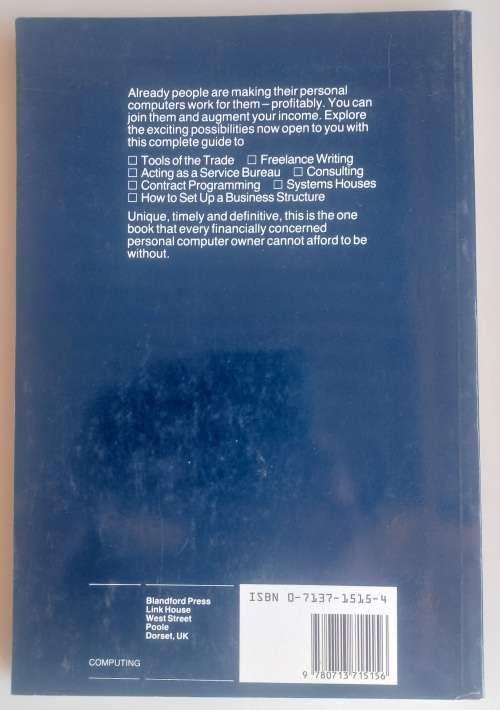 Already people are making their personal
computers work for them – profitably. You can
join them and augment your income. Explore
the exciting possibilities now open to you with
this complete guide to
☐ Tools of the Trade ☐ Freelance Writing
☐ Acting as a Service Bureau ☐ Consulting
☐ Contract Programming ☐ Systems Houses
☐ How to Set Up a Business Structure
Unique, timely and definitive, this is the one
book that every financially concerned
personal computer owner cannot afford to be
without.
Blandford Press
Link House
West Street
Poole
Dorset, UK
COMPUTING
ISBN 0-7137-1515-4
9 780713 715156